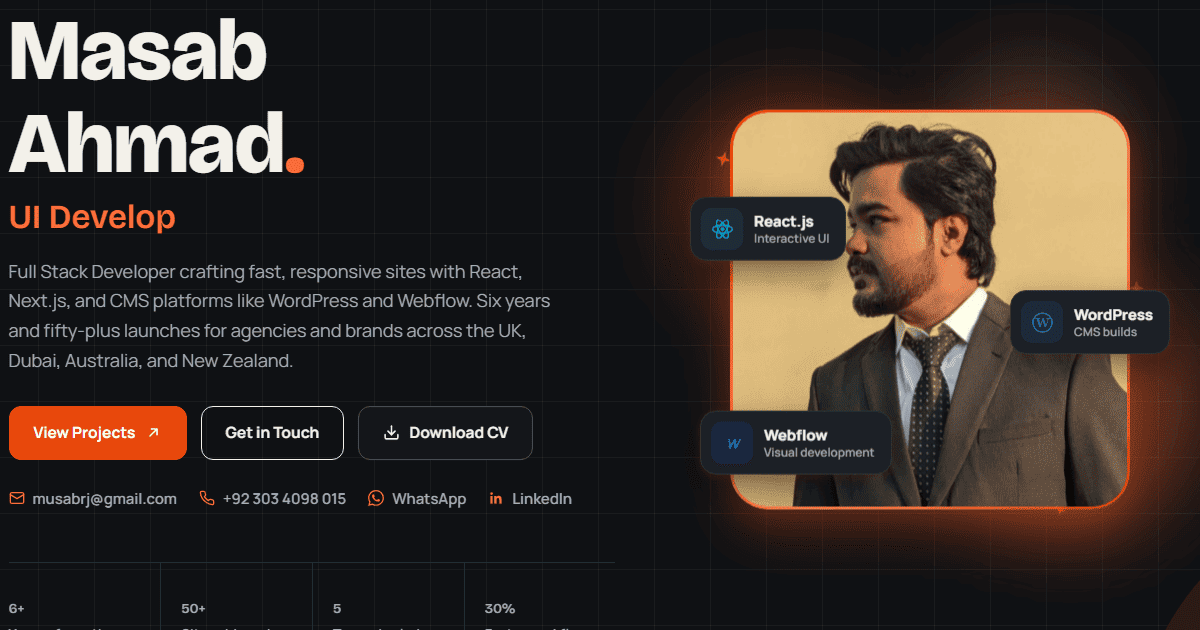 Masab
Ahmad.
UI Develop
Full Stack Developer crafting fast, responsive sites with React,
Next.js, and CMS platforms like WordPress and Webflow. Six years
and fifty-plus launches for agencies and brands across the UK,
Dubai, Australia, and New Zealand.
View Projects
Get in Touch
Download CV
musabrj@gmail.com
+92 303 4098 015
WhatsApp
LinkedIn
6+
50+
5
30%
React.js
Interactive UI
WordPress
CMS builds
Webflow
Visual development